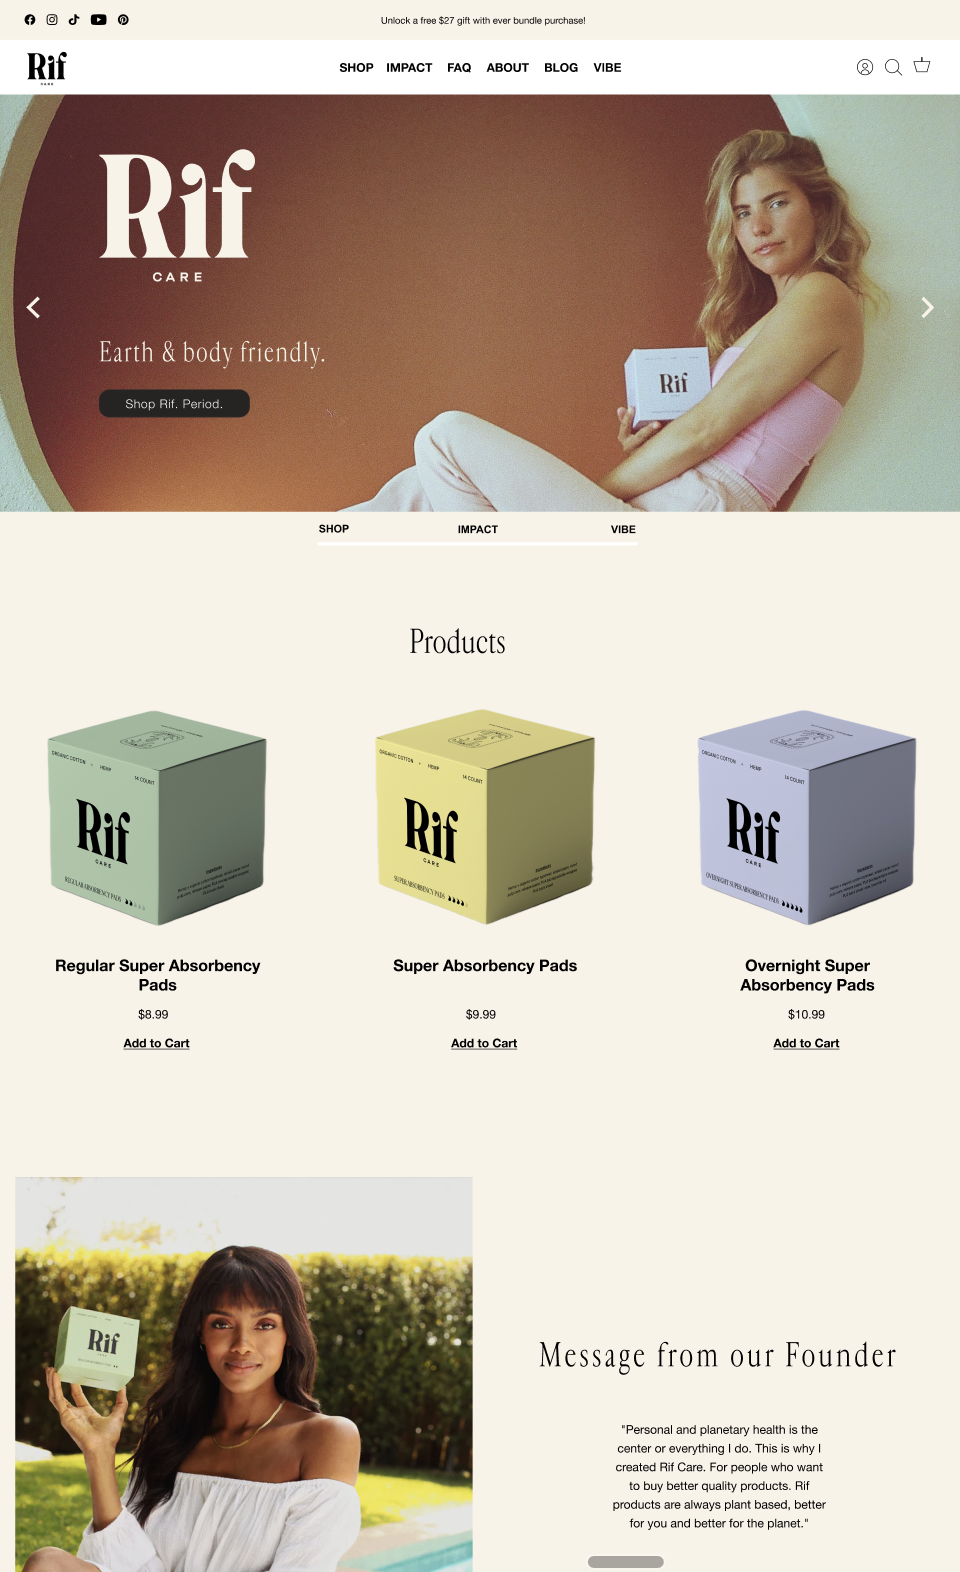 Unlock a free $27 gift with ever bundle purchase!
Rif
CARE
SHOP IMPACT FAQ ABOUT BLOG VIBE
Rif
CARE
Earth & body friendly.
Shop Rif. Period.
Rif
SHOP IMPACT VIBE
Products
ORGANIC COTTON + HEMP 14 COUNT
Rif
CARE
REGULAR ABSORBENCY PADS
ORGANIC COTTON + HEMP 14 COUNT
Rif
CARE
SUPER ABSORBENCY PADS
ORGANIC COTTON + HEMP 14 COUNT
Rif
CARE
OVERNIGHT SUPER ABSORBENCY PADS
Regular Super Absorbency
Pads
$8.99
Add to Cart
Super Absorbency Pads
$9.99
Add to Cart
Overnight Super
Absorbency Pads
$10.99
Add to Cart
Rif
Message from our Founder
"Personal and planetary health is the
center or everything I do. This is why I
created Rif Care. For people who want
to buy better quality products. Rif
products are always plant based, better
for you and better for the planet."